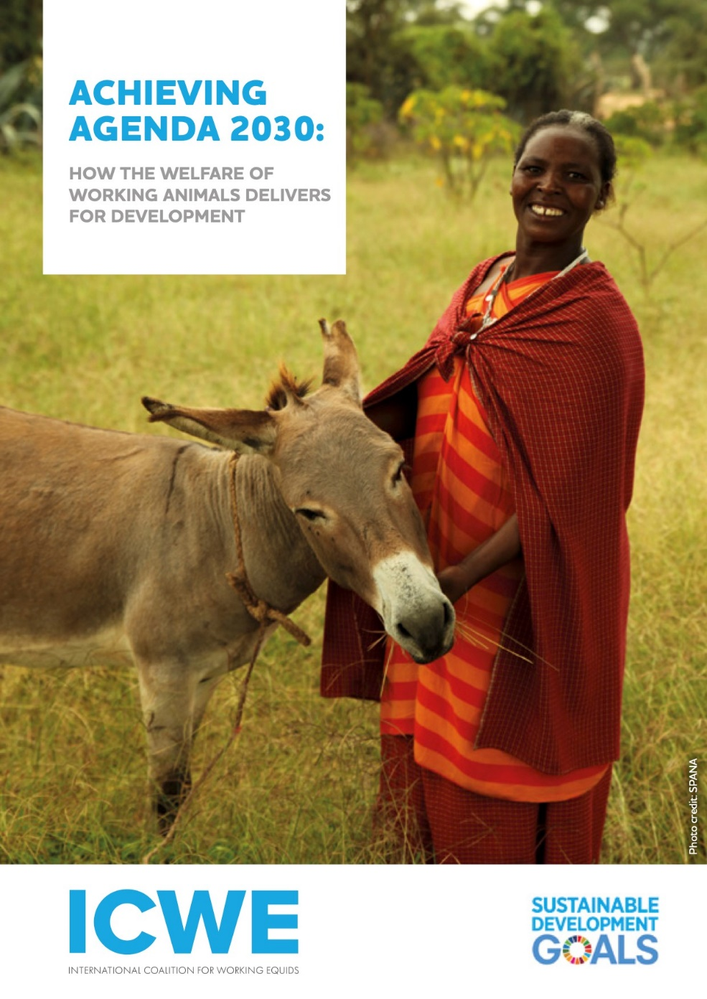 ACHIEVING
AGENDA 2030:
HOW THE WELFARE OF
WORKING ANIMALS DELIVERS
FOR DEVELOPMENT
Photo credit: SPANA
ICWE
INTERNATIONAL COALITION FOR WORKING EQUIDS
SUSTAINABLE
DEVELOPMENT
GOALS